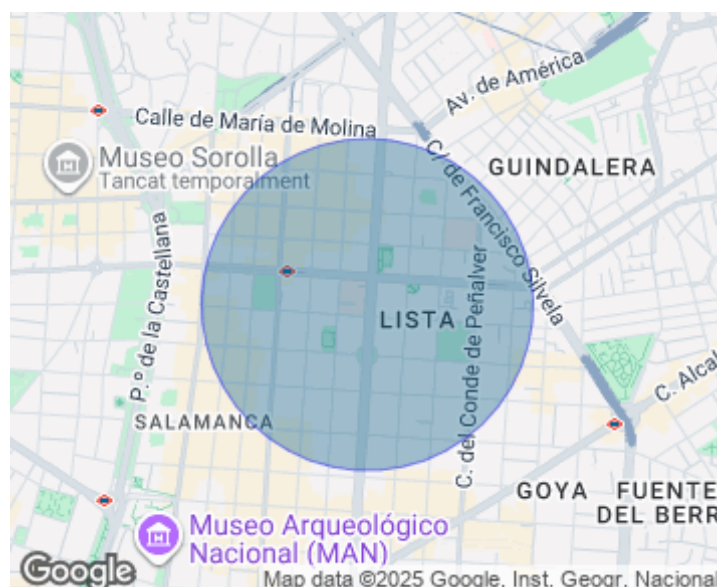 Av. de América
Calle de María de Molina
Museo Sorolla
Tancat temporalment
C/ de Francisco Silvela
GUINDALERA
P.º de la Castellana
LISTA
C. del Conde de Peñalver
C. Alcal
SALAMANCA
GOYA
FUENTE
DEL BERR
Museo Arqueológico
Nacional (MAN)
Google
Map data ©2025 Google, Inst. Geogr. Nacional